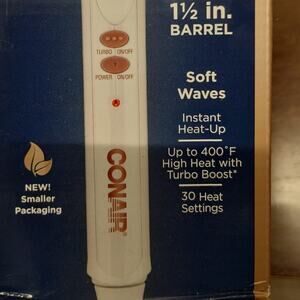 1½ in.
BARREL
TURBO ON/OFF
POWER ON/OFF
Soft
Waves
Instant
Heat-Up
Up to 400°F
High Heat with
Turbo Boost*
30 Heat
Settings
CONAIR®
NEW!
Smaller
Packaging